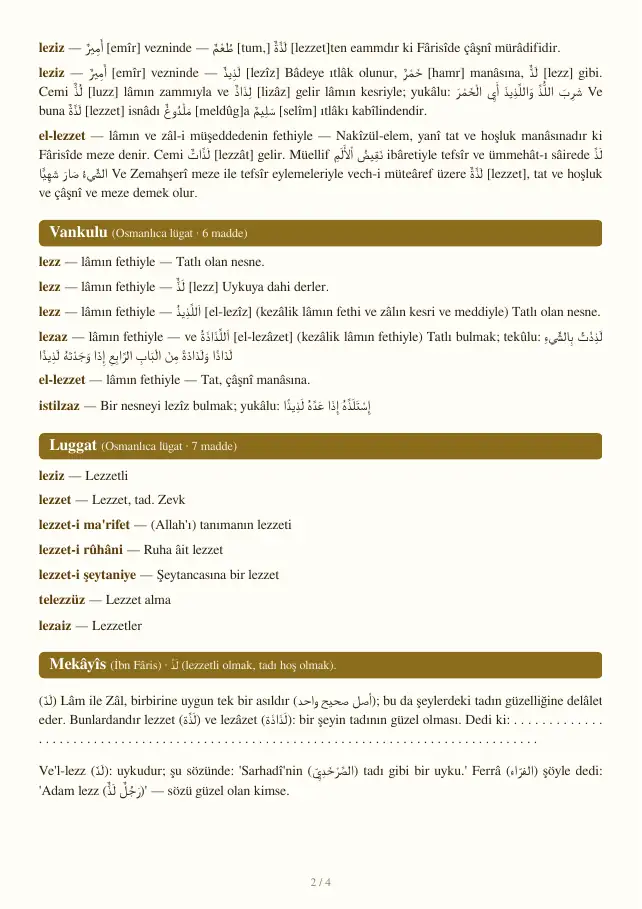 leziz — أَمِيرٌ [emîr] vezninde — طُعْمٌ [tum,] لَذَّةٌ [lezzet]ten eammdır ki Fârisîde çâşnî mürâdifidir.
leziz — أَمِيرٌ [emîr] vezninde — لَذِيذٌ [lezîz] Bâdeye ıtlâk olunur, خَمْرٌ [hamr] manâsına, لَذٌّ [lezz] gibi.
Cemi لُذٌّ [luzz] lâmın zammıyla ve لِذَاذٌ [lizâz] gelir lâmın kesriyle; yukâlu: شَرِبَ اللَّذَّ وَاللَّذِيذَ أَيِ الْخَمْرَ Ve
buna لَذَّةٌ [lezzet] isnâdı مَلْدُوغٌ [meldûg]a سَلِيمٌ [selîm] ıtlâkı kabîlindendir.
el-lezzet — lâmın ve zâl-i müşeddedenin fethiyle — Nakîzül-elem, yanî tat ve hoşluk manâsınadır ki
Fârisîde meze denir. Cemi لَذَّاتٌ [lezzât] gelir. Müellif نَقِيضُ الْأَلَمِ ibâretiyle tefsîr ve ümmehât-ı sâirede لَذَّ
الشَّيْءُ صَارَ شَهِيًّا Ve Zemahşerî meze ile tefsîr eylemeleriyle vech-i müteâref üzere لَذَّةٌ [lezzet], tat ve hoşluk
ve çâşnî ve meze demek olur.
Vankulu (Osmanlıca lügat · 6 madde)
lezz — lâmın fethiyle — Tatlı olan nesne.
lezz — lâmın fethiyle — لَذٌّ [lezz] Uykuya dahi derler.
lezz — lâmın fethiyle — اَللَّذِيذُ [el-lezîz] (kezâlik lâmın fethi ve zâlın kesri ve meddiyle) Tatlı olan nesne.
lezaz — lâmın fethiyle — ve اَللَّذَاذَةُ [el-lezâzet] (kezâlik lâmın fethiyle) Tatlı bulmak; tekûlu: لَذِذْتُ بِالشَّيْءِ
لَذَاذًا وَلَذَاذَةً مِنَ الْبَابِ الرَّابِعِ إِذَا وَجَدْتَهُ لَذِيذًا
el-lezzet — lâmın fethiyle — Tat, çâşnî manâsına.
istilzaz — Bir nesneyi lezîz bulmak; yukâlu: إِسْتَلَذَّهُ إِذَا عَدَّهُ لَذِيذًا
Luggat (Osmanlıca lügat · 7 madde)
leziz — Lezzetli
lezzet — Lezzet, tad. Zevk
lezzet-i ma'rifet — (Allah'ı) tanımanın lezzeti
lezzet-i rûhâni — Ruha âit lezzet
lezzet-i şeytaniye — Şeytancasına bir lezzet
telezzüz — Lezzet alma
lezaiz — Lezzetler
Mekâyîs (İbn Fâris) · لَذَّ (lezzetli olmak, tadı hoş olmak).
(لَذّ) Lâm ile Zâl, birbirine uygun tek bir asıldır (أصل صحيح واحد); bu da şeylerdeki tadın güzelliğine delâlet
eder. Bunlardandır lezzet (لَذَّة) ve lezâzet (لَذَاذَة): bir şeyin tadının güzel olması. Dedi ki: . . . . . . . . . . . . .
. . . . . . . . . . . . . . . . . . . . . . . . . . . . . . . . . . . . . . . . . . . . . . . . . . . . . . . . . . . . . . . . . . . . . . .
Ve'l-lezz (لَذّ): uykudur; şu sözünde: 'Sarhadî'nin (الصَّرْخَدِيّ) tadı gibi bir uyku.' Ferrâ (الفرّاء) şöyle dedi:
'Adam lezz (رَجُلٌ لَذٌّ)' — sözü güzel olan kimse.
2 / 4